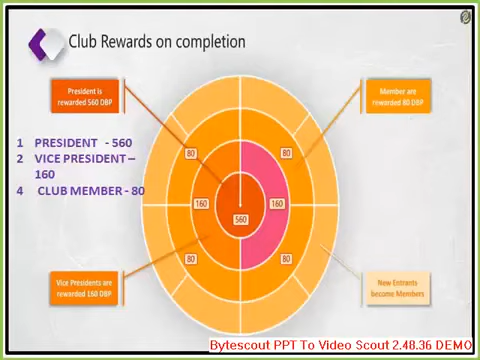 Club Rewards on completion
President is
rewarded 560 DBP
Member are
rewarded 80 DBP
1 PRESIDENT - 560
2 VICE PRESIDENT –
160
4 CLUB MEMBER - 80
80
80
160
160
560
80
80
Vice Presidents are
rewarded 160 DBP
New Entrants
become Members
Bytescout PPT To Video Scout 2.48.36 DEMO